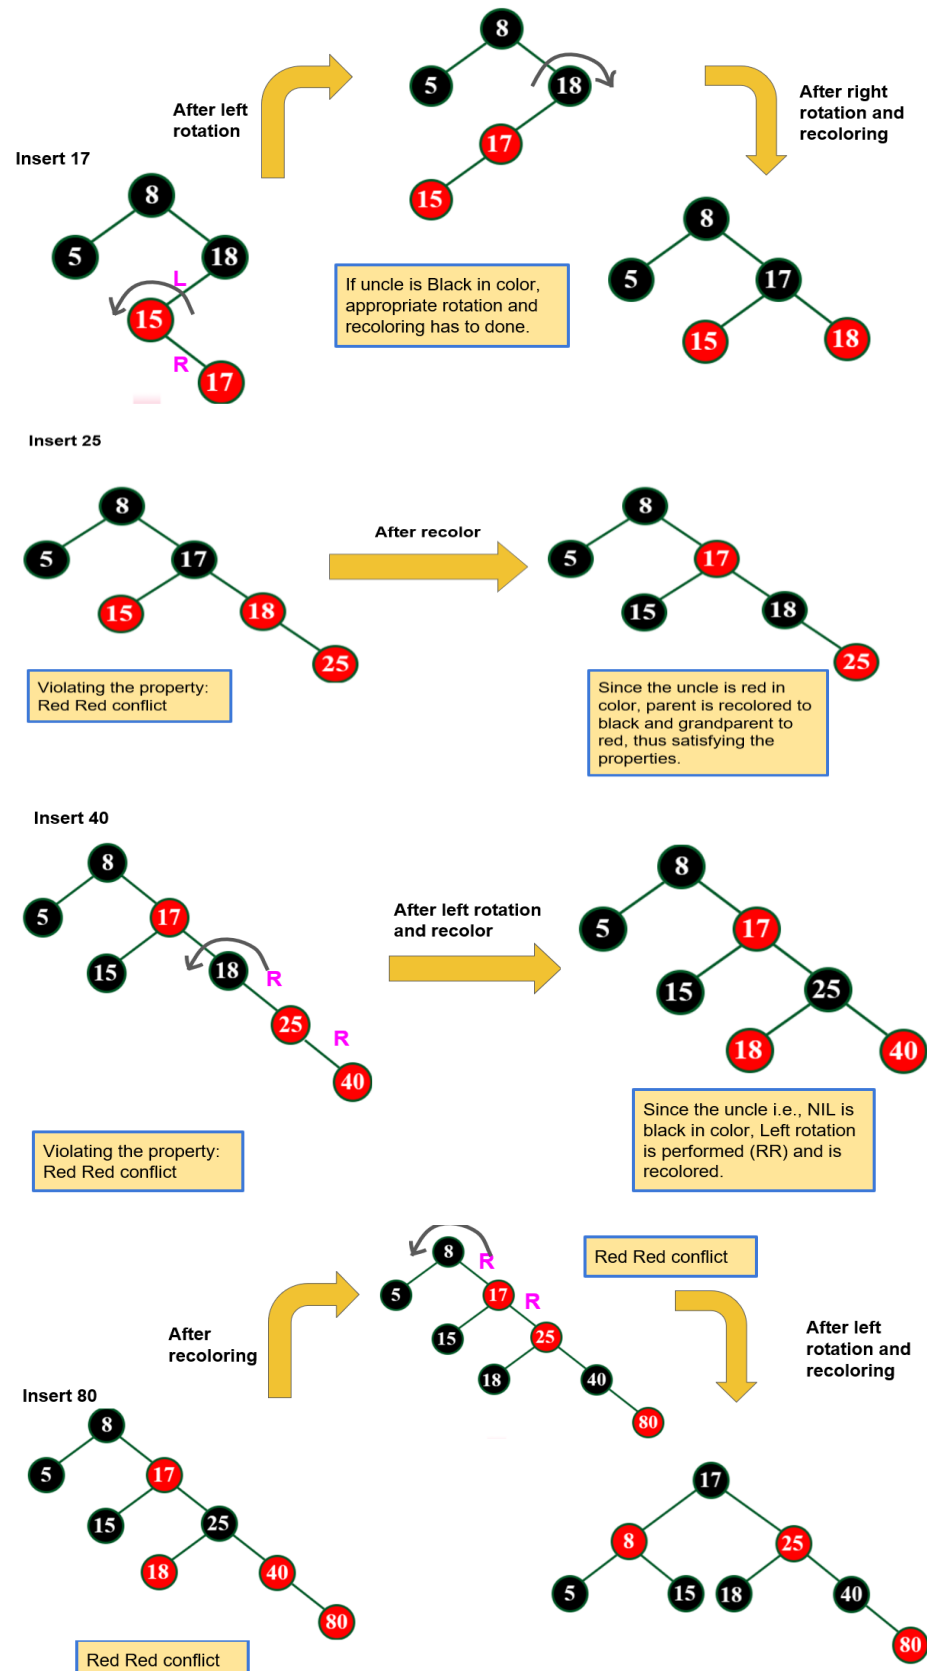 Insert 17
8
5
18
L
15
R
17
After left
rotation
8
5
18
17
15
If uncle is Black in color,
appropriate rotation and
recoloring has to done.
After right
rotation and
recoloring
8
5
17
15
18
Insert 25
8
5
17
15
18
25
Violating the property:
Red Red conflict
After recolor
8
5
17
15
18
25
Since the uncle is red in
color, parent is recolored to
black and grandparent to
red, thus satisfying the
properties.
Insert 40
8
5
17
15
18
R
25
R
40
Violating the property:
Red Red conflict
After left rotation
and recolor
8
5
17
15
25
18
40
Since the uncle i.e., NIL is
black in color, Left rotation
is performed (RR) and is
recolored.
Insert 80
8
5
17
15
25
18
40
80
Red Red conflict
After
recoloring
8
R
5
17
R
15
25
18
40
80
Red Red conflict
After left
rotation and
recoloring
17
8
25
5
15
18
40
80